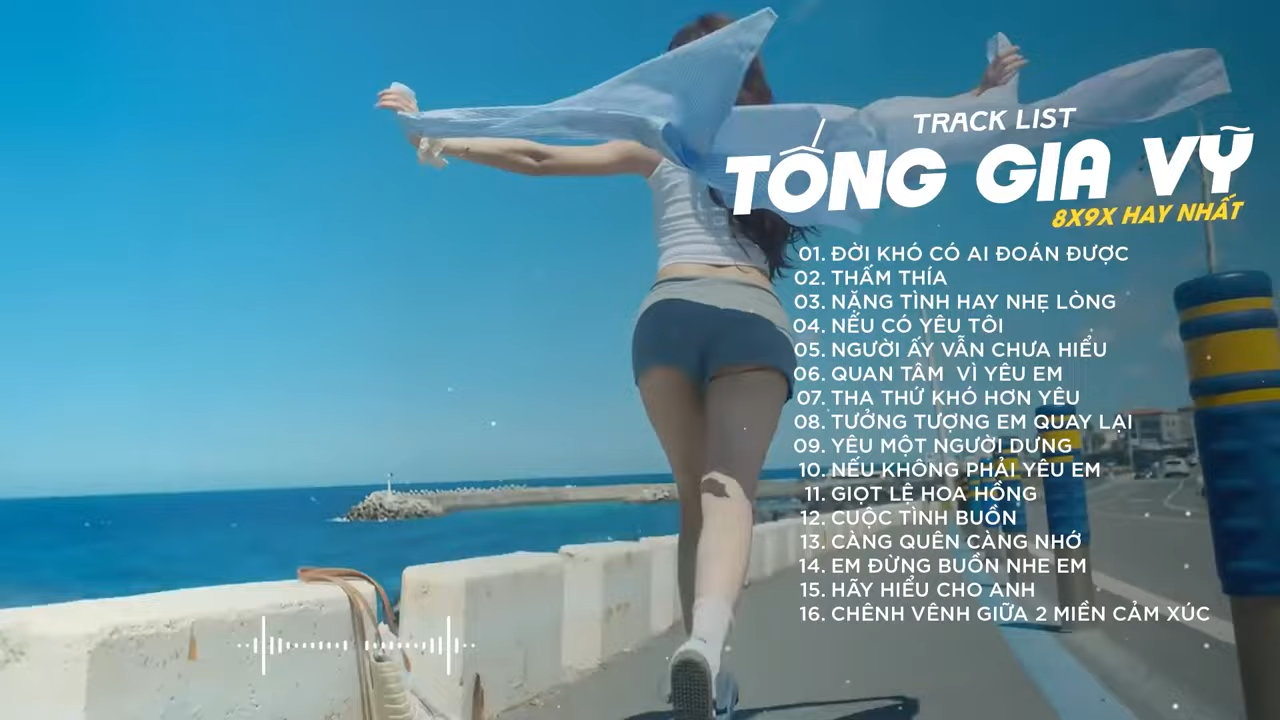 TRACK LIST
TỐNG GIA VỸ
8X9X HAY NHẤT
01. ĐỜI KHÓ CÓ AI ĐOÁN ĐƯỢC
02. THẤM THÍA
03. NẶNG TÌNH HAY NHẸ LÒNG
04. NẾU CÓ YÊU TÔI
05. NGƯỜI ẤY VẪN CHƯA HIỂU
06. QUAN TÂM VÌ YÊU EM
07. THA THỨ KHÓ HƠN YÊU
08. TƯỞNG TƯỢNG EM QUAY LẠI
09. YÊU MỘT NGƯỜI DƯNG
10. NẾU KHÔNG PHẢI YÊU EM
11. GIỌT LỆ HOA HỒNG
12. CUỘC TÌNH BUỒN
13. CÀNG QUÊN CÀNG NHỚ
14. EM ĐỪNG BUỒN NHE EM
15. HÃY HIỂU CHO ANH
16. CHÊNH VÊNH GIỮA 2 MIỀN CẢM XÚC